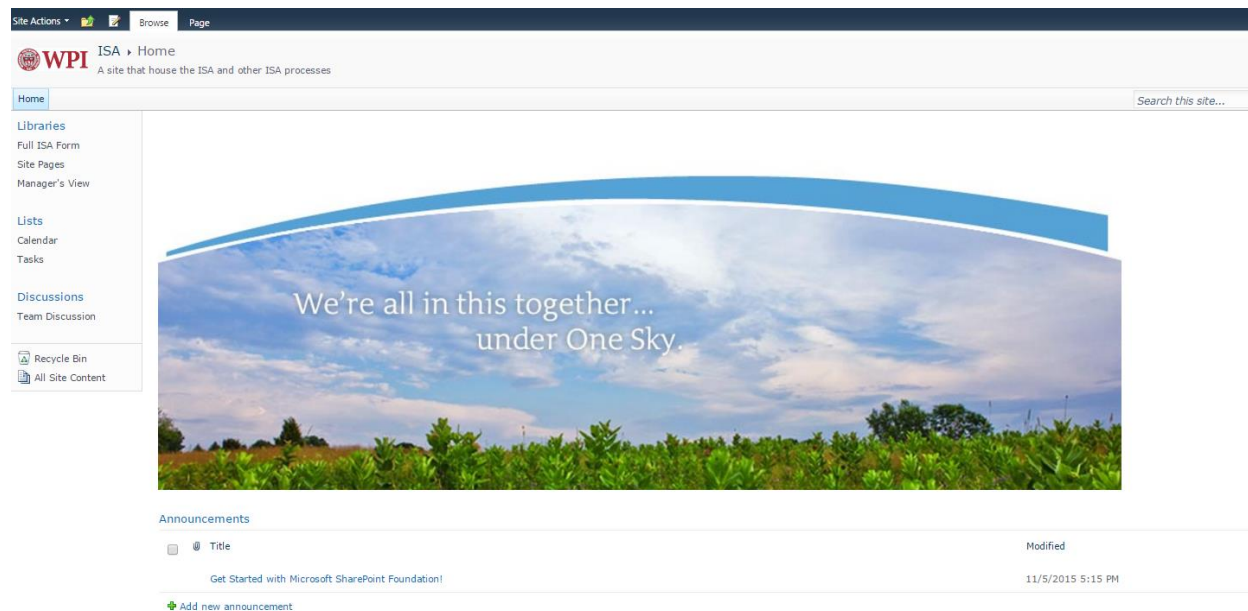 Site Actions Browse Page
WPI ISA Home
A site that house the ISA and other ISA processes
Home Search this site...
Libraries
Full ISA Form
Site Pages
Manager's View
Lists
Calendar
Tasks
Discussions
Team Discussion
Recycle Bin
All Site Content
We're all in this together...
under One Sky.
Announcements
Title Modified
Get Started with Microsoft SharePoint Foundation! 11/5/2015 5:15 PM
Add new announcement